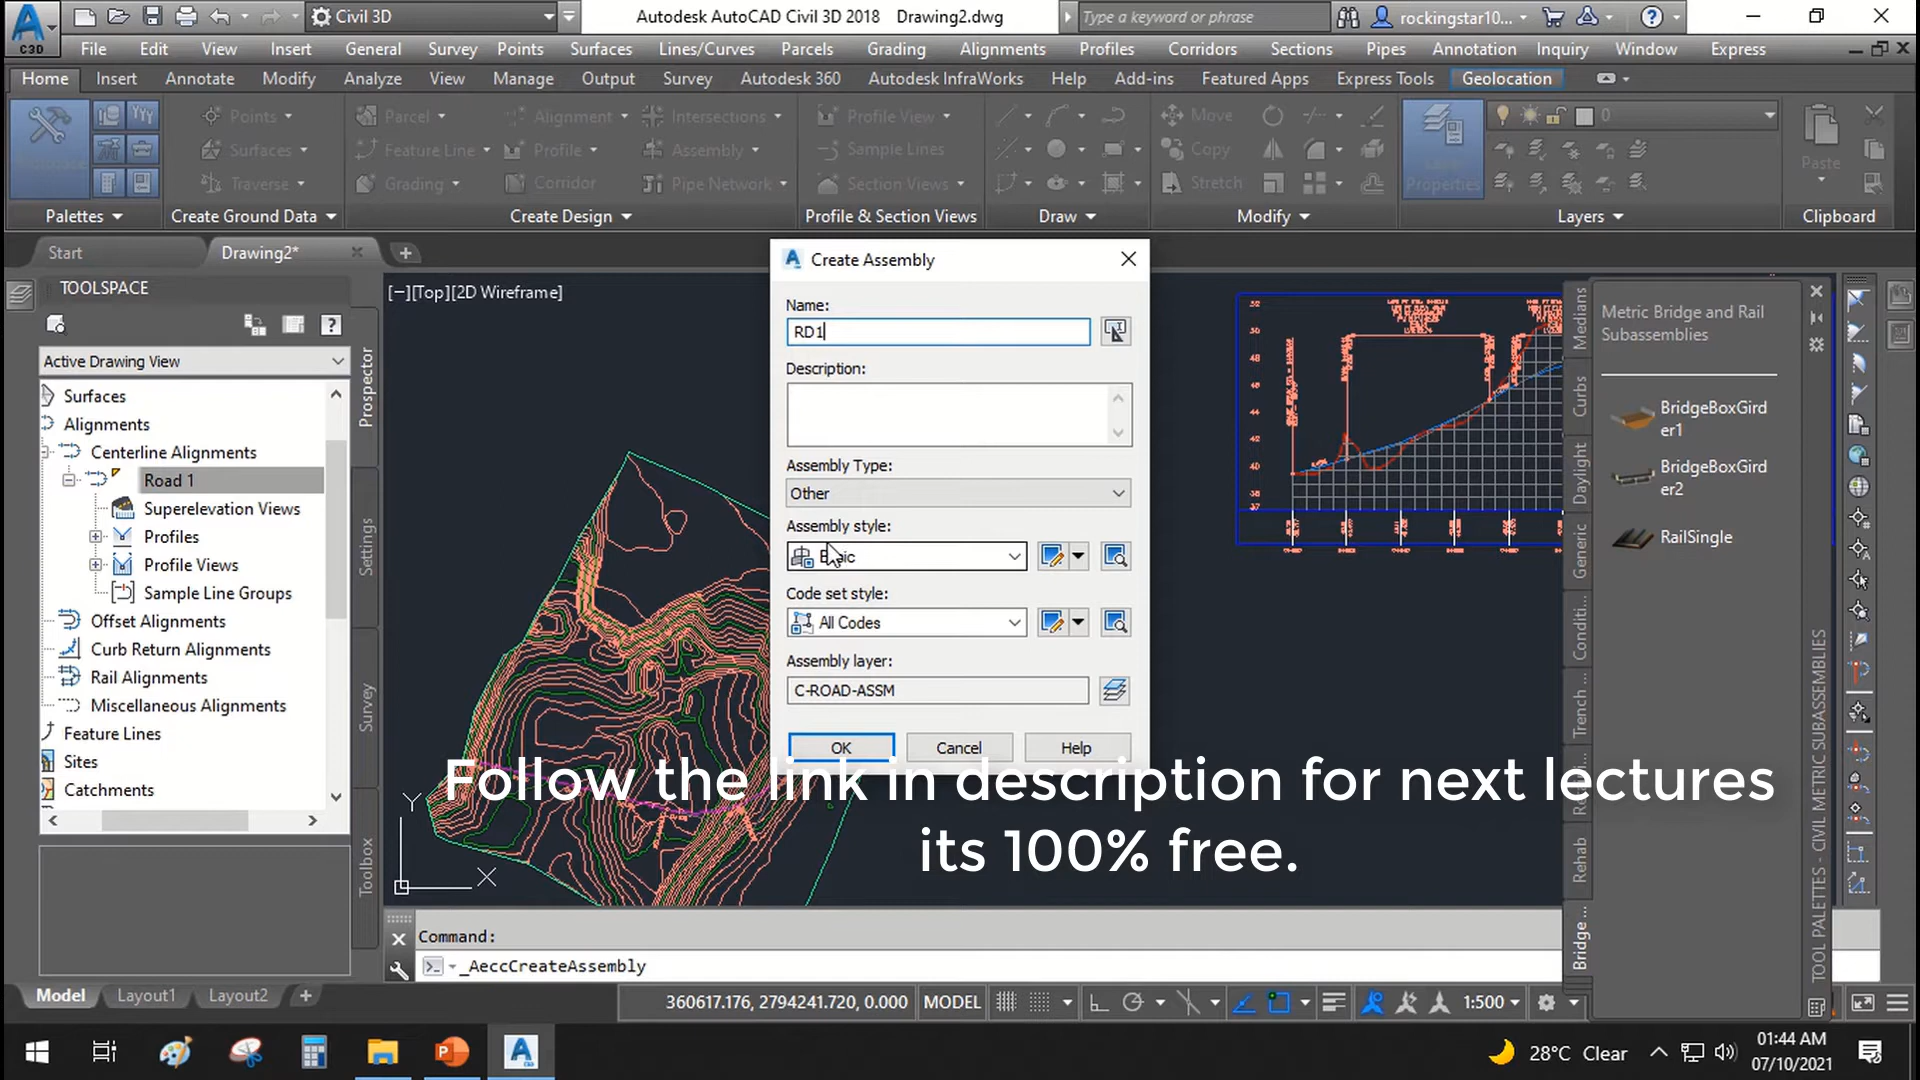 C3D
Civil 3D
Autodesk AutoCAD Civil 3D 2018 Drawing2.dwg
Type a keyword or phrase
rockingstar10...
File Edit View Insert General Survey Points Surfaces Lines/Curves Parcels Grading Alignments Profiles Corridors Sections Pipes Annotation Inquiry Window Express
Home Insert Annotate Modify Analyze View Manage Output Survey Autodesk 360 Autodesk InfraWorks Help Add-ins Featured Apps Express Tools Geolocation
Points Parcel Alignment Intersections Profile View Move 0
Surfaces Feature Line Profile Assembly Sample Lines Copy Paste
Traverse Grading Corridor Pipe Network Section Views Stretch Properties
Palettes Create Ground Data Create Design Profile & Section Views Draw Modify Layers Clipboard
Start Drawing2*
TOOLSPACE
Active Drawing View
Surfaces
Alignments
Centerline Alignments
Road 1
Superelevation Views
Profiles
Profile Views
Sample Line Groups
Offset Alignments
Curb Return Alignments
Rail Alignments
Miscellaneous Alignments
Feature Lines
Sites
Catchments
Prospector
Settings
Survey
Toolbox
[−][Top][2D Wireframe]
Create Assembly
Name:
RD1
Description:
Assembly Type:
Other
Assembly style:
Code set style:
All Codes
Assembly layer:
C-ROAD-ASSM
OK Cancel Help
Follow the link in description for next lectures
its 100% free.
Y
X
Medians
Curbs
Daylight
Generic
Conditi...
Trench ...
Rehab
Bridge ...
Metric Bridge and Rail
Subassemblies
BridgeBoxGird
er1
BridgeBoxGird
er2
RailSingle
TOOL PALETTES - CIVIL METRIC SUBASSEMBLIES
Command:
_AeccCreateAssembly
Model Layout1 Layout2
360617.176, 2794241.720, 0.000 MODEL 1:500
28°C Clear
01:44 AM
07/10/2021